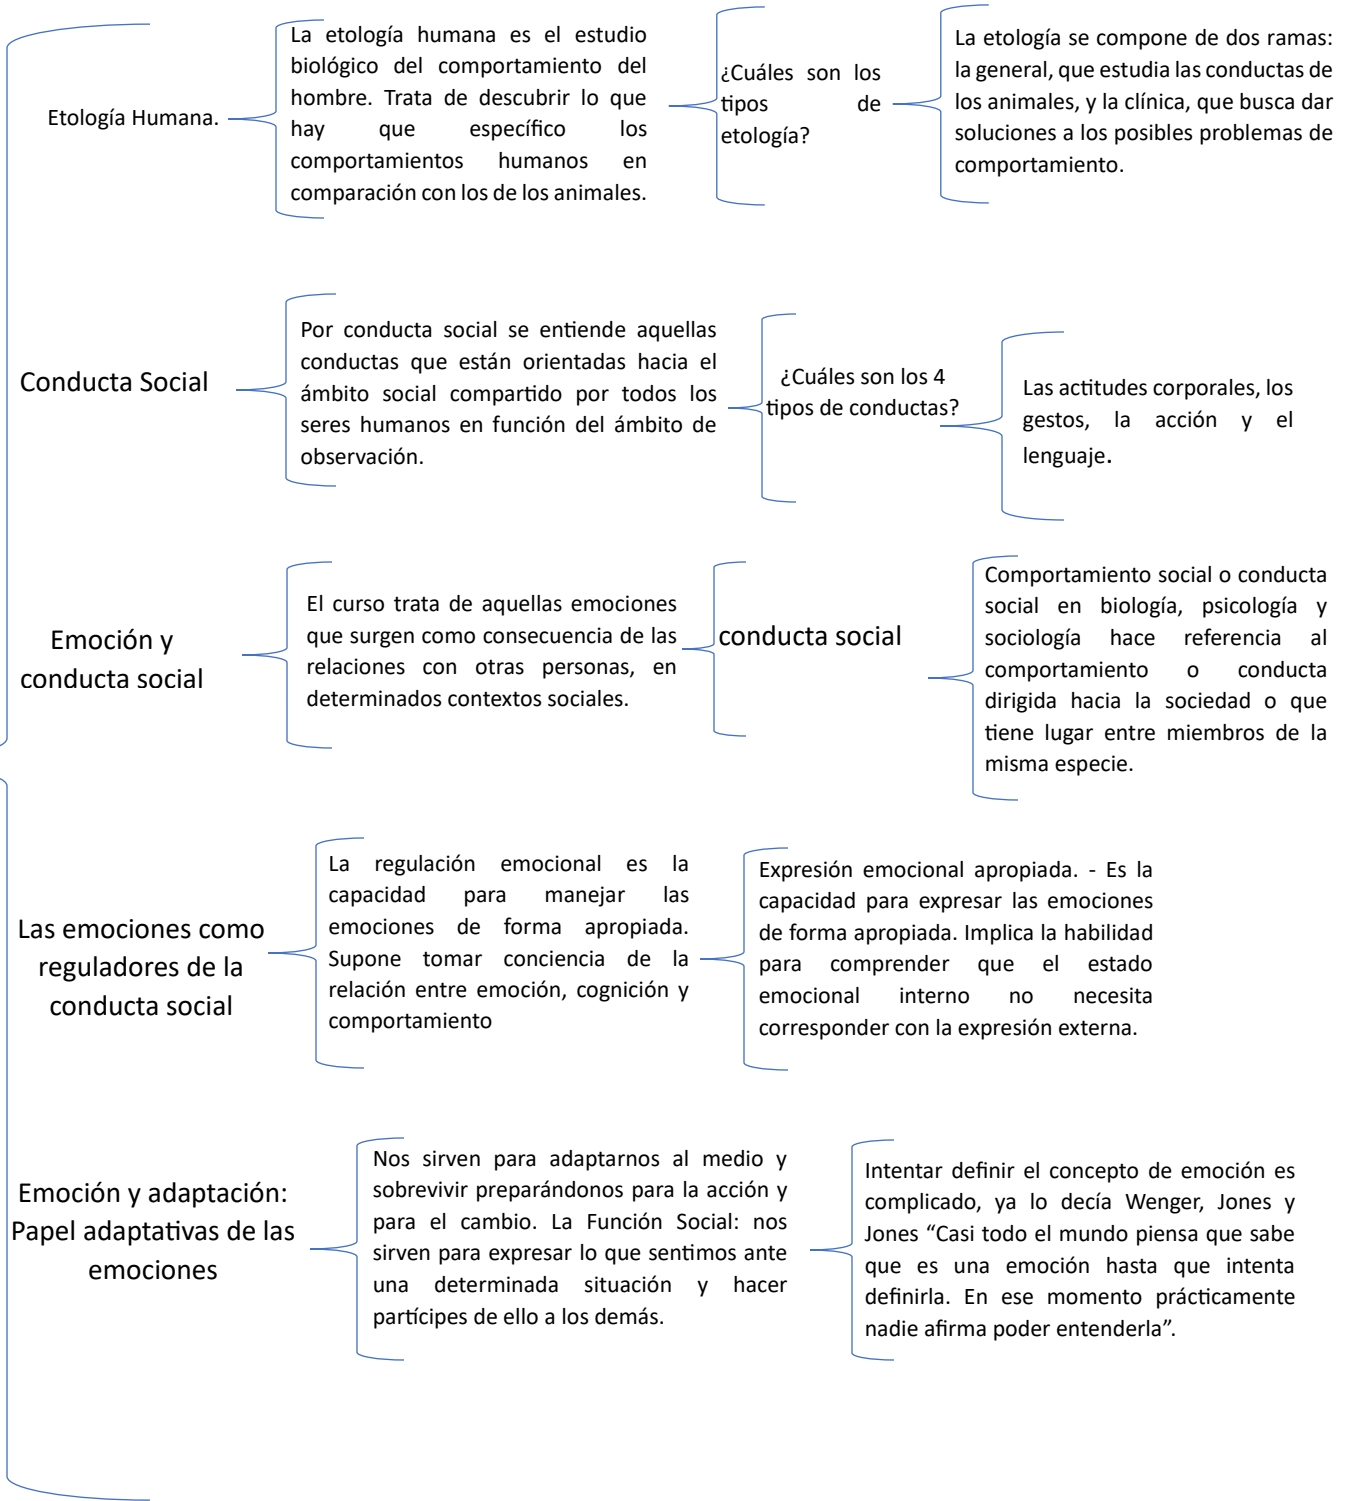 Etología Humana.
La etología humana es el estudio
biológico del comportamiento del
hombre. Trata de descubrir lo que
hay que específico los
comportamientos humanos en
comparación con los de los animales.
¿Cuáles son los
tipos de
etología?
La etología se compone de dos ramas:
la general, que estudia las conductas de
los animales, y la clínica, que busca dar
soluciones a los posibles problemas de
comportamiento.
Conducta Social
Por conducta social se entiende aquellas
conductas que están orientadas hacia el
ámbito social compartido por todos los
seres humanos en función del ámbito de
observación.
¿Cuáles son los 4
tipos de conductas?
Las actitudes corporales, los
gestos, la acción y el
lenguaje.
Emoción y
conducta social
El curso trata de aquellas emociones
que surgen como consecuencia de las
relaciones con otras personas, en
determinados contextos sociales.
conducta social
Comportamiento social o conducta
social en biología, psicología y
sociología hace referencia al
comportamiento o conducta
dirigida hacia la sociedad o que
tiene lugar entre miembros de la
misma especie.
Las emociones como
reguladores de la
conducta social
La regulación emocional es la
capacidad para manejar las
emociones de forma apropiada.
Supone tomar conciencia de la
relación entre emoción, cognición y
comportamiento
Expresión emocional apropiada. - Es la
capacidad para expresar las emociones
de forma apropiada. Implica la habilidad
para comprender que el estado
emocional interno no necesita
corresponder con la expresión externa.
Emoción y adaptación:
Papel adaptativas de las
emociones
Nos sirven para adaptarnos al medio y
sobrevivir preparándonos para la acción y
para el cambio. La Función Social: nos
sirven para expresar lo que sentimos ante
una determinada situación y hacer
partícipes de ello a los demás.
Intentar definir el concepto de emoción es
complicado, ya lo decía Wenger, Jones y
Jones “Casi todo el mundo piensa que sabe
que es una emoción hasta que intenta
definirla. En ese momento prácticamente
nadie afirma poder entenderla”.